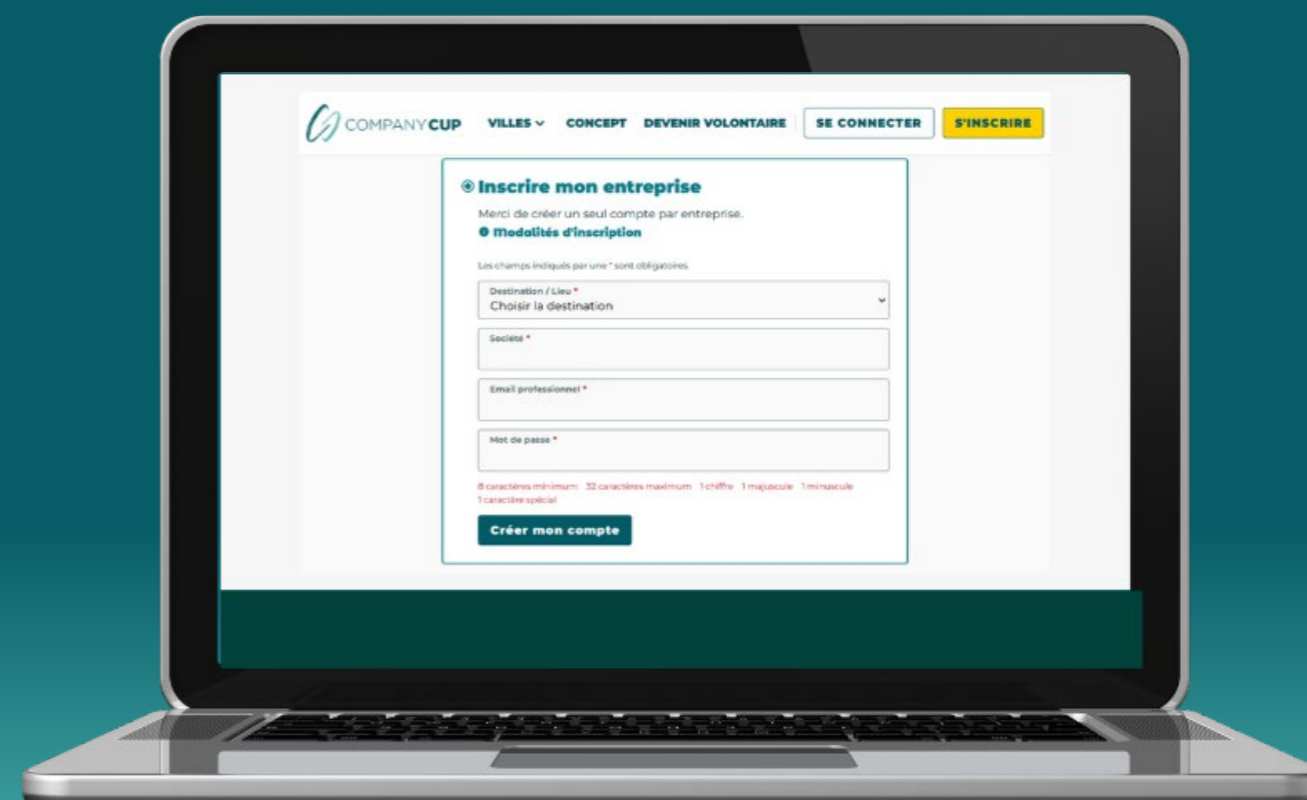 COMPANYCUP VILLES CONCEPT DEVENIR VOLONTAIRE SE CONNECTER S'INSCRIRE
Inscrire mon entreprise
Merci de créer un seul compte par entreprise.
Modalités d'inscription
Les champs indiqués par une * sont obligatoires.
Destination / Lieu *
Choisir la destination
Société *
Email professionnel *
Mot de passe *
8 caractères minimum 32 caractères maximum 1 chiffre 1 majuscule 1 minuscule
1 caractère spécial
Créer mon compte